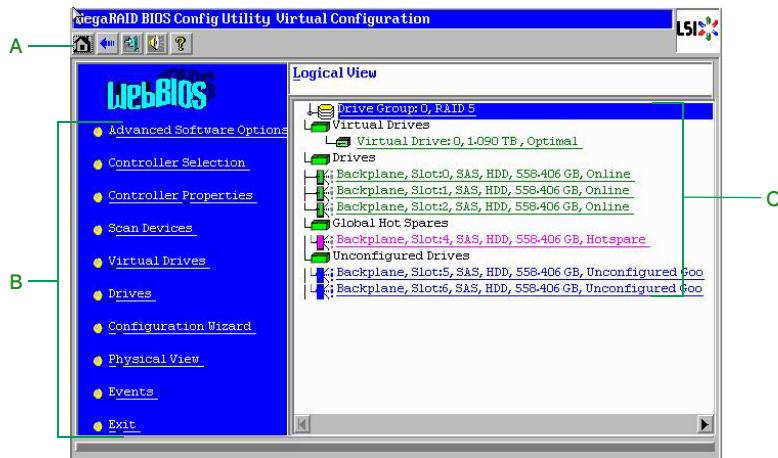 MegaRAID BIOS Config Utility Virtual Configuration
LSI
A
?
WebBIOS
Logical View
B
Advanced Software Options
Controller Selection
Controller Properties
Scan Devices
Virtual Drives
Drives
Configuration Wizard
Physical View
Events
Exit
Drive Group: 0, RAID 5
Virtual Drives
Virtual Drive: 0, 1.090 TB, Optimal
Drives
Backplane, Slot:0, SAS, HDD, 558.406 GB, Online
Backplane, Slot:1, SAS, HDD, 558.406 GB, Online
Backplane, Slot:2, SAS, HDD, 558.406 GB, Online
Global Hot Spares
Backplane, Slot:4, SAS, HDD, 558.406 GB, Hotspare
Unconfigured Drives
Backplane, Slot:5, SAS, HDD, 558.406 GB, Unconfigured Goo
Backplane, Slot:6, SAS, HDD, 558.406 GB, Unconfigured Goo
C